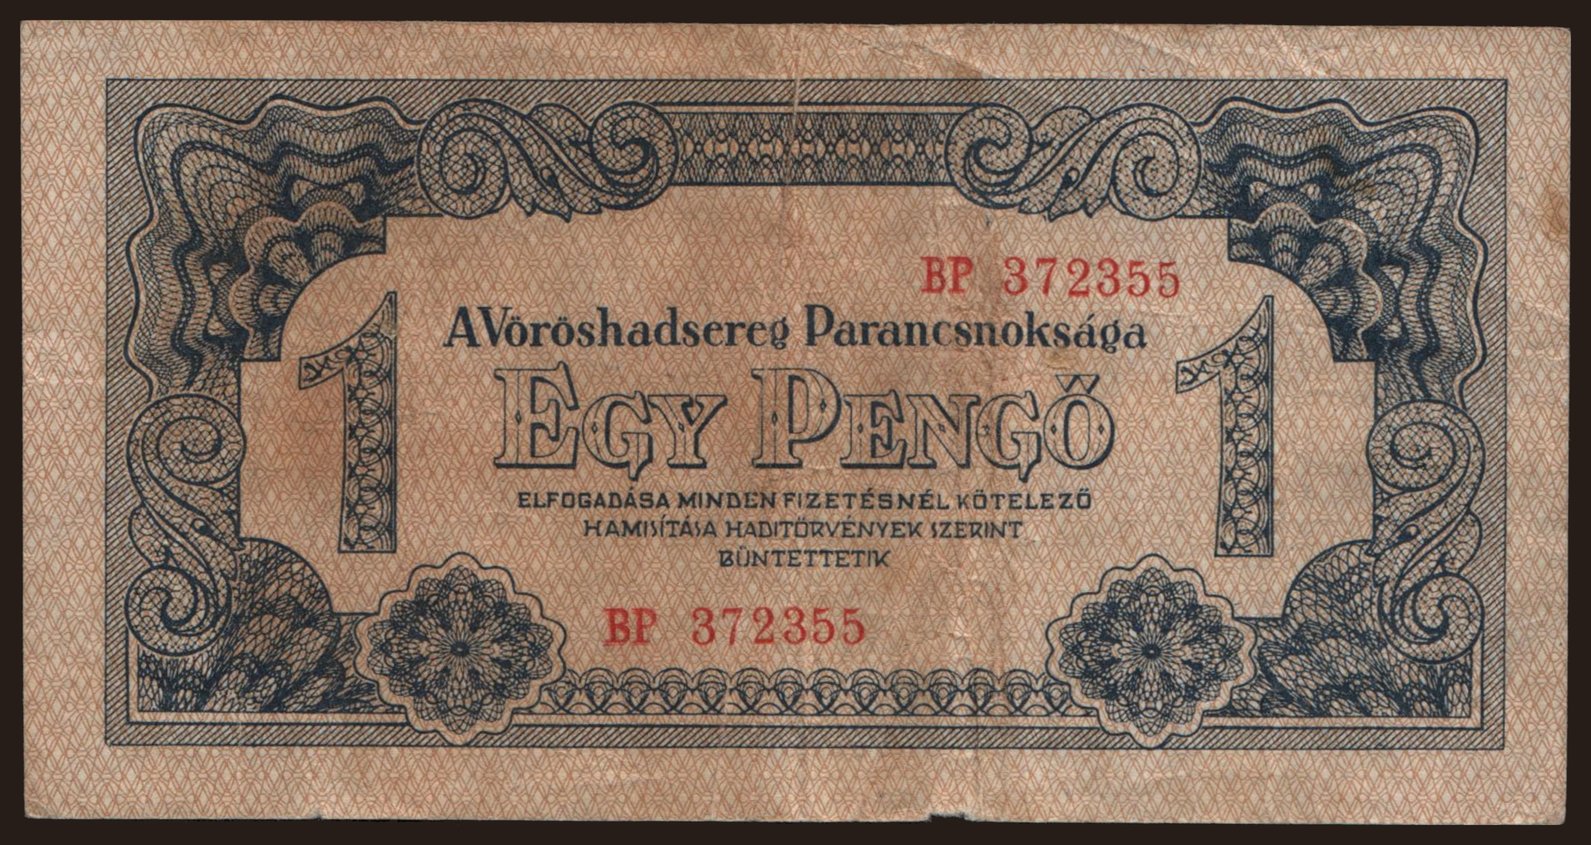 BP 372355
A Vöröshadsereg Parancsnoksága
1 EGY PENGŐ 1
ELFOGADÁSA MINDEN FIZETÉSNÉL KÖTELEZŐ
HAMISÍTÁSA HADITÖRVÉNYEK SZERINT
BÜNTETTETIK
BP 372355